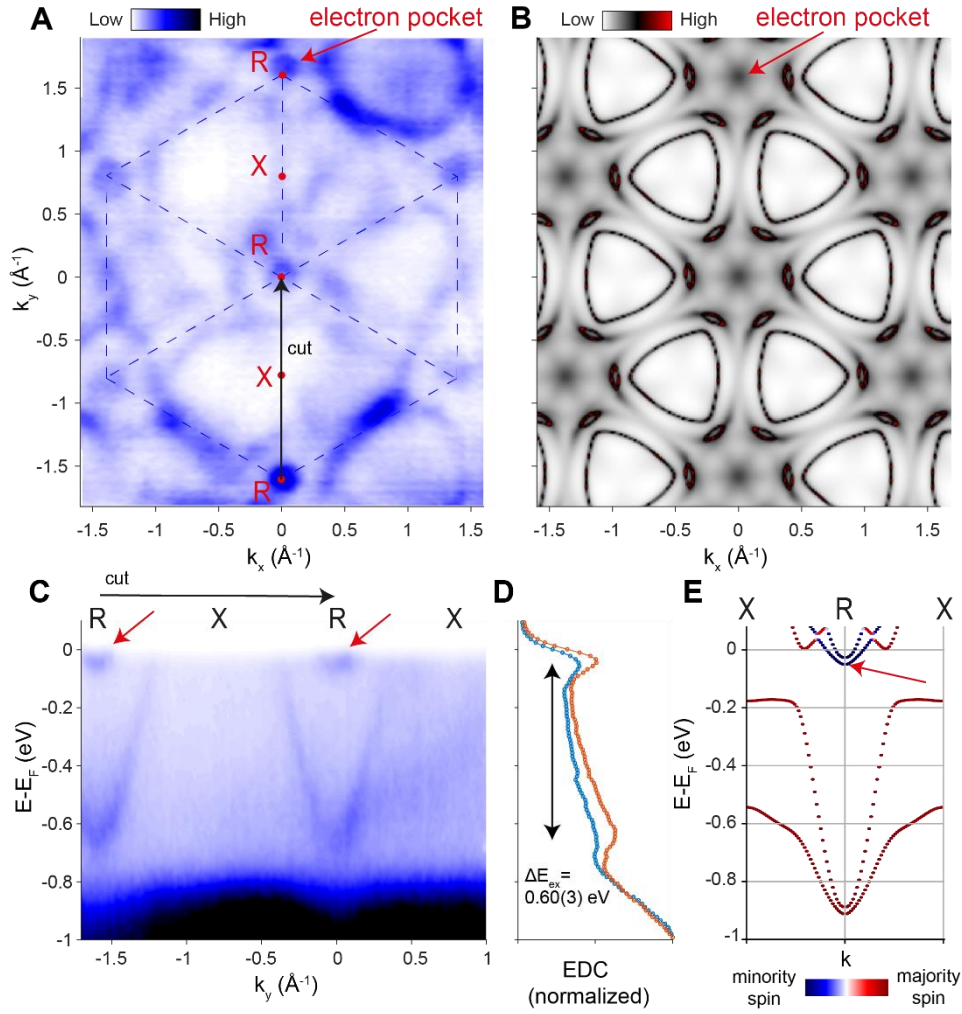 A Low High electron pocket
B Low High electron pocket
R
1.5
1
X
0.5
R
k_y (Å⁻¹)
0
cut
-0.5
X
-1
-1.5
R
-1.5 -1 -0.5 0 0.5 1 1.5
k_x (Å⁻¹)
-1.5 -1 -0.5 0 0.5 1 1.5
k_x (Å⁻¹)
C
cut
R X R X
0
-0.2
-0.4
E-E_F (eV)
-0.6
-0.8
-1
-1.5 -1 -0.5 0 0.5 1
k_y (Å⁻¹)
D
ΔE_ex=
0.60(3) eV
EDC
(normalized)
E
X R X
0
-0.2
-0.4
E-E_F (eV)
-0.6
-0.8
-1
k
minority
spin
majority
spin